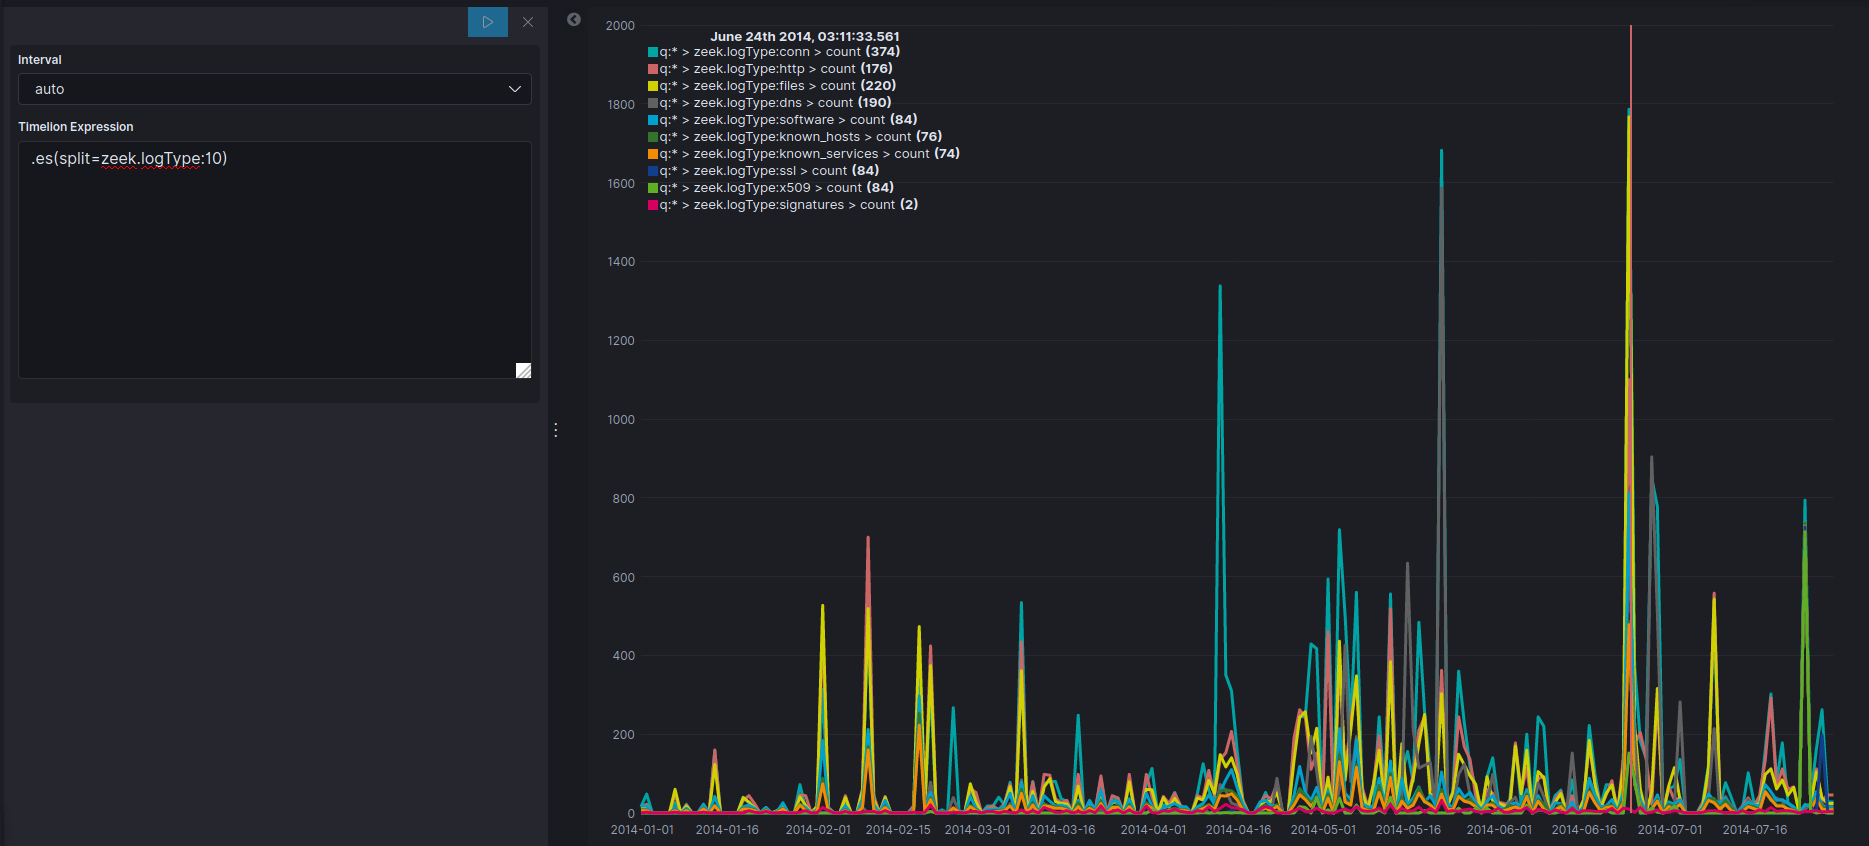 Interval
auto
Timelion Expression
.es(split=zeek.logType:10)
2000
1800
1600
1400
1200
1000
800
600
400
200
0
June 24th 2014, 03:11:33.561
q:* > zeek.logType:conn > count (374)
q:* > zeek.logType:http > count (176)
q:* > zeek.logType:files > count (220)
q:* > zeek.logType:dns > count (190)
q:* > zeek.logType:software > count (84)
q:* > zeek.logType:known_hosts > count (76)
q:* > zeek.logType:known_services > count (74)
q:* > zeek.logType:ssl > count (84)
q:* > zeek.logType:x509 > count (84)
q:* > zeek.logType:signatures > count (2)
2014-01-01 2014-01-16 2014-02-01 2014-02-15 2014-03-01 2014-03-16 2014-04-01 2014-04-16 2014-05-01 2014-05-16 2014-06-01 2014-06-16 2014-07-01 2014-07-16